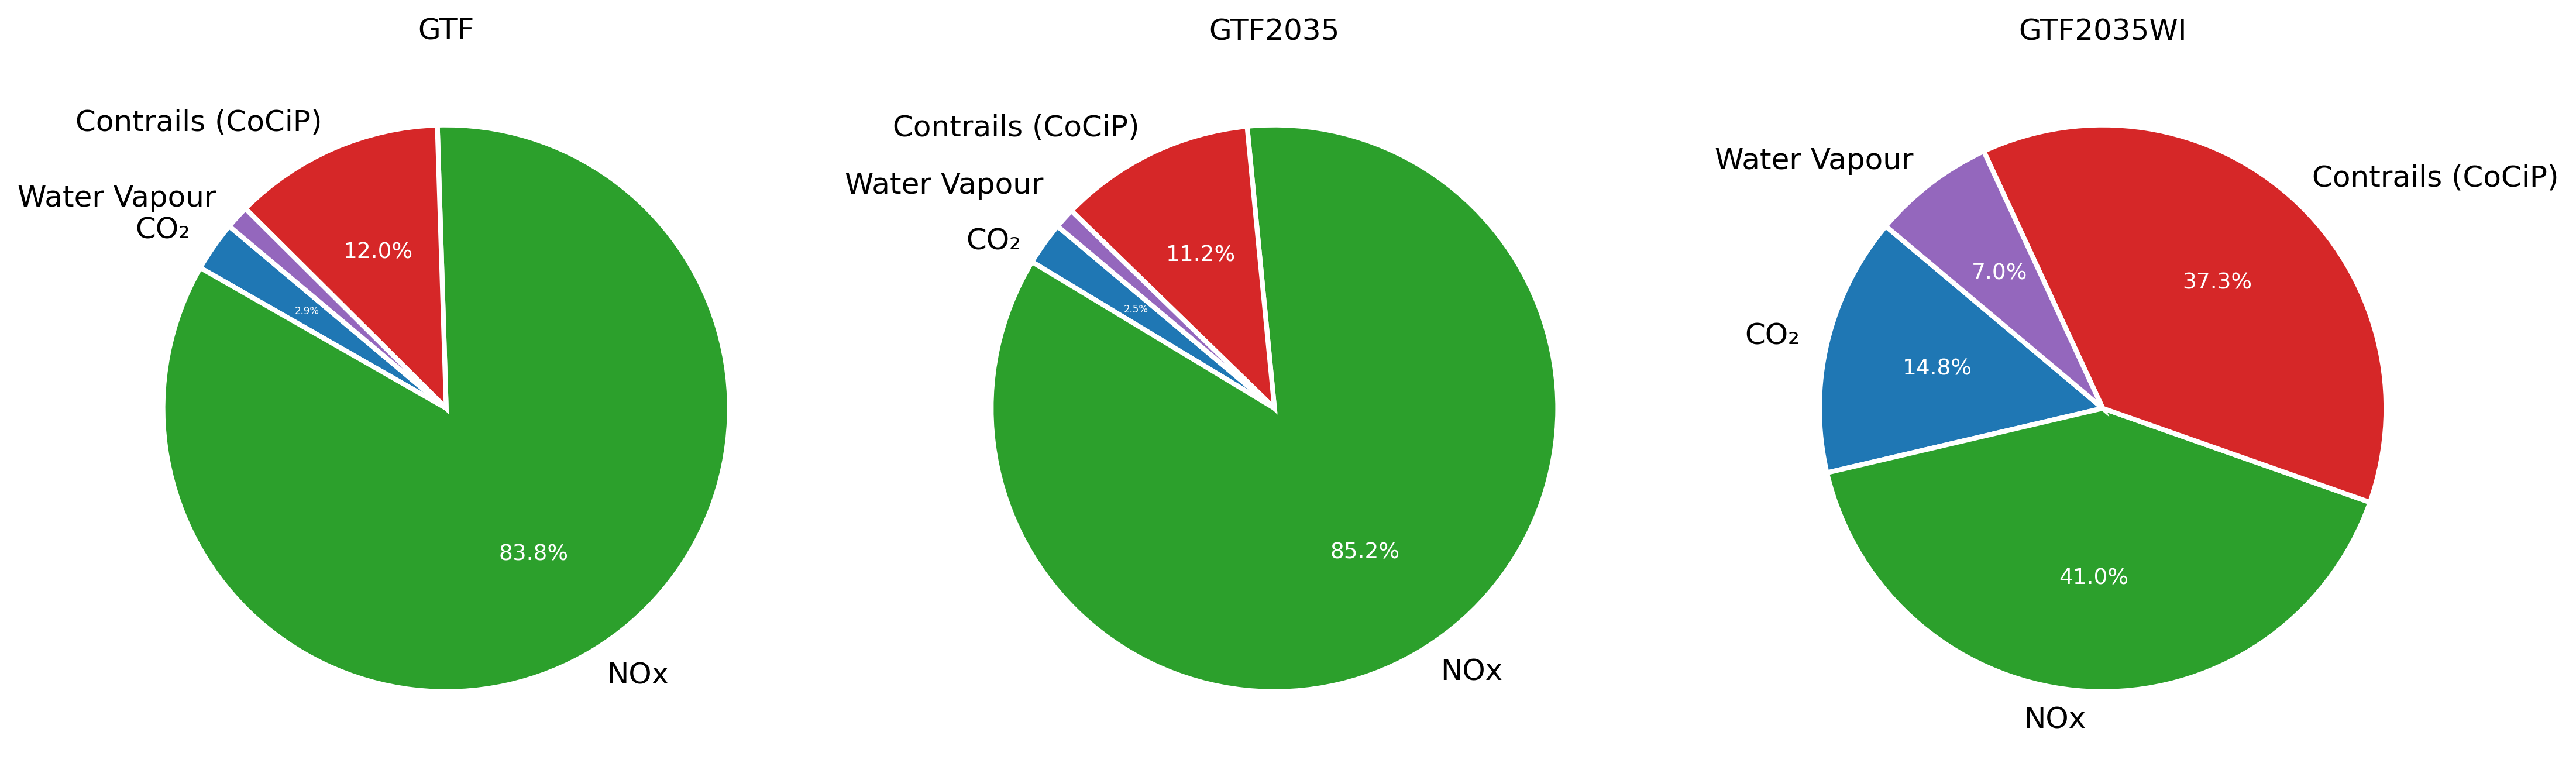 GTF
Contrails (CoCiP)
Water Vapour
CO₂
12.0%
2.9%
83.8%
NOx
GTF2035
Contrails (CoCiP)
Water Vapour
CO₂
11.2%
2.5%
85.2%
NOx
GTF2035WI
Water Vapour
Contrails (CoCiP)
7.0%
37.3%
CO₂
14.8%
41.0%
NOx